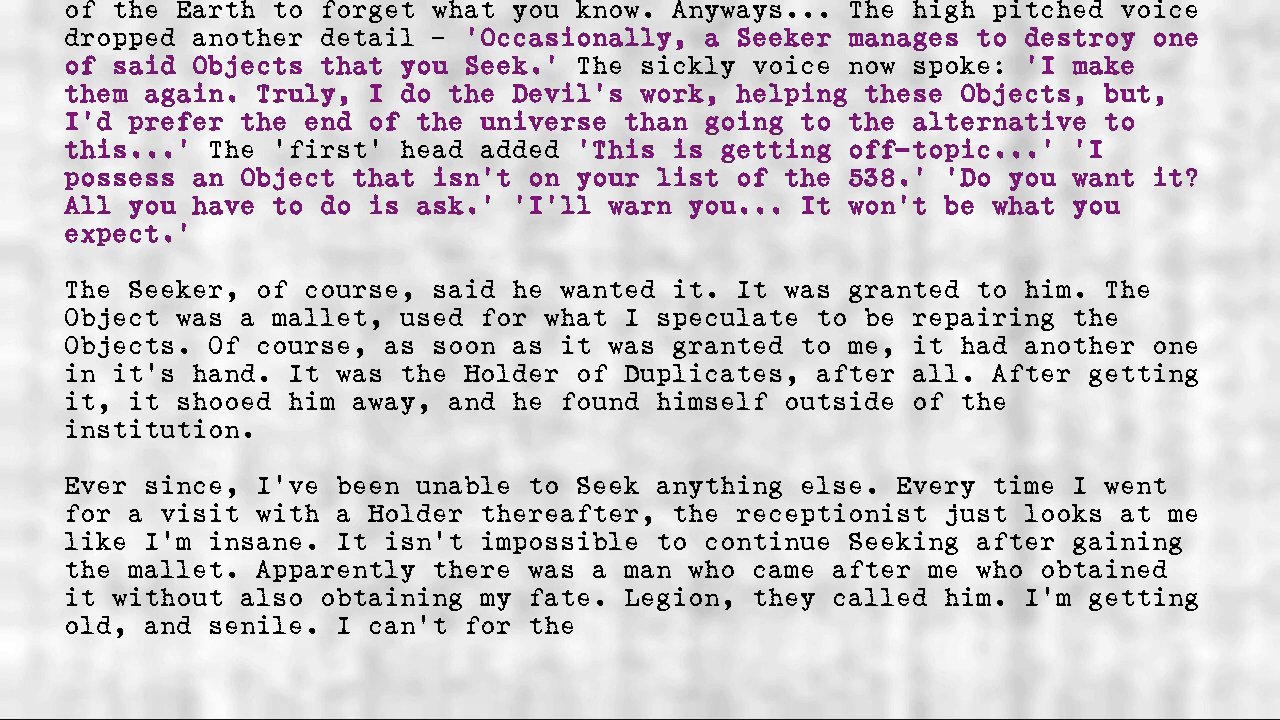 of the Earth to forget what you know. Anyways... The high pitched voice
dropped another detail - 'Occasionally, a Seeker manages to destroy one
of said Objects that you Seek.' The sickly voice now spoke: 'I make
them again. Truly, I do the Devil's work, helping these Objects, but,
I'd prefer the end of the universe than going to the alternative to
this...' The 'first' head added 'This is getting off-topic...' 'I
possess an Object that isn't on your list of the 538.' 'Do you want it?
All you have to do is ask.' 'I'll warn you... It won't be what you
expect.'
The Seeker, of course, said he wanted it. It was granted to him. The
Object was a mallet, used for what I speculate to be repairing the
Objects. Of course, as soon as it was granted to me, it had another one
in it's hand. It was the Holder of Duplicates, after all. After getting
it, it shooed him away, and he found himself outside of the
institution.
Ever since, I've been unable to Seek anything else. Every time I went
for a visit with a Holder thereafter, the receptionist just looks at me
like I'm insane. It isn't impossible to continue Seeking after gaining
the mallet. Apparently there was a man who came after me who obtained
it without also obtaining my fate. Legion, they called him. I'm getting
old, and senile. I can't for the